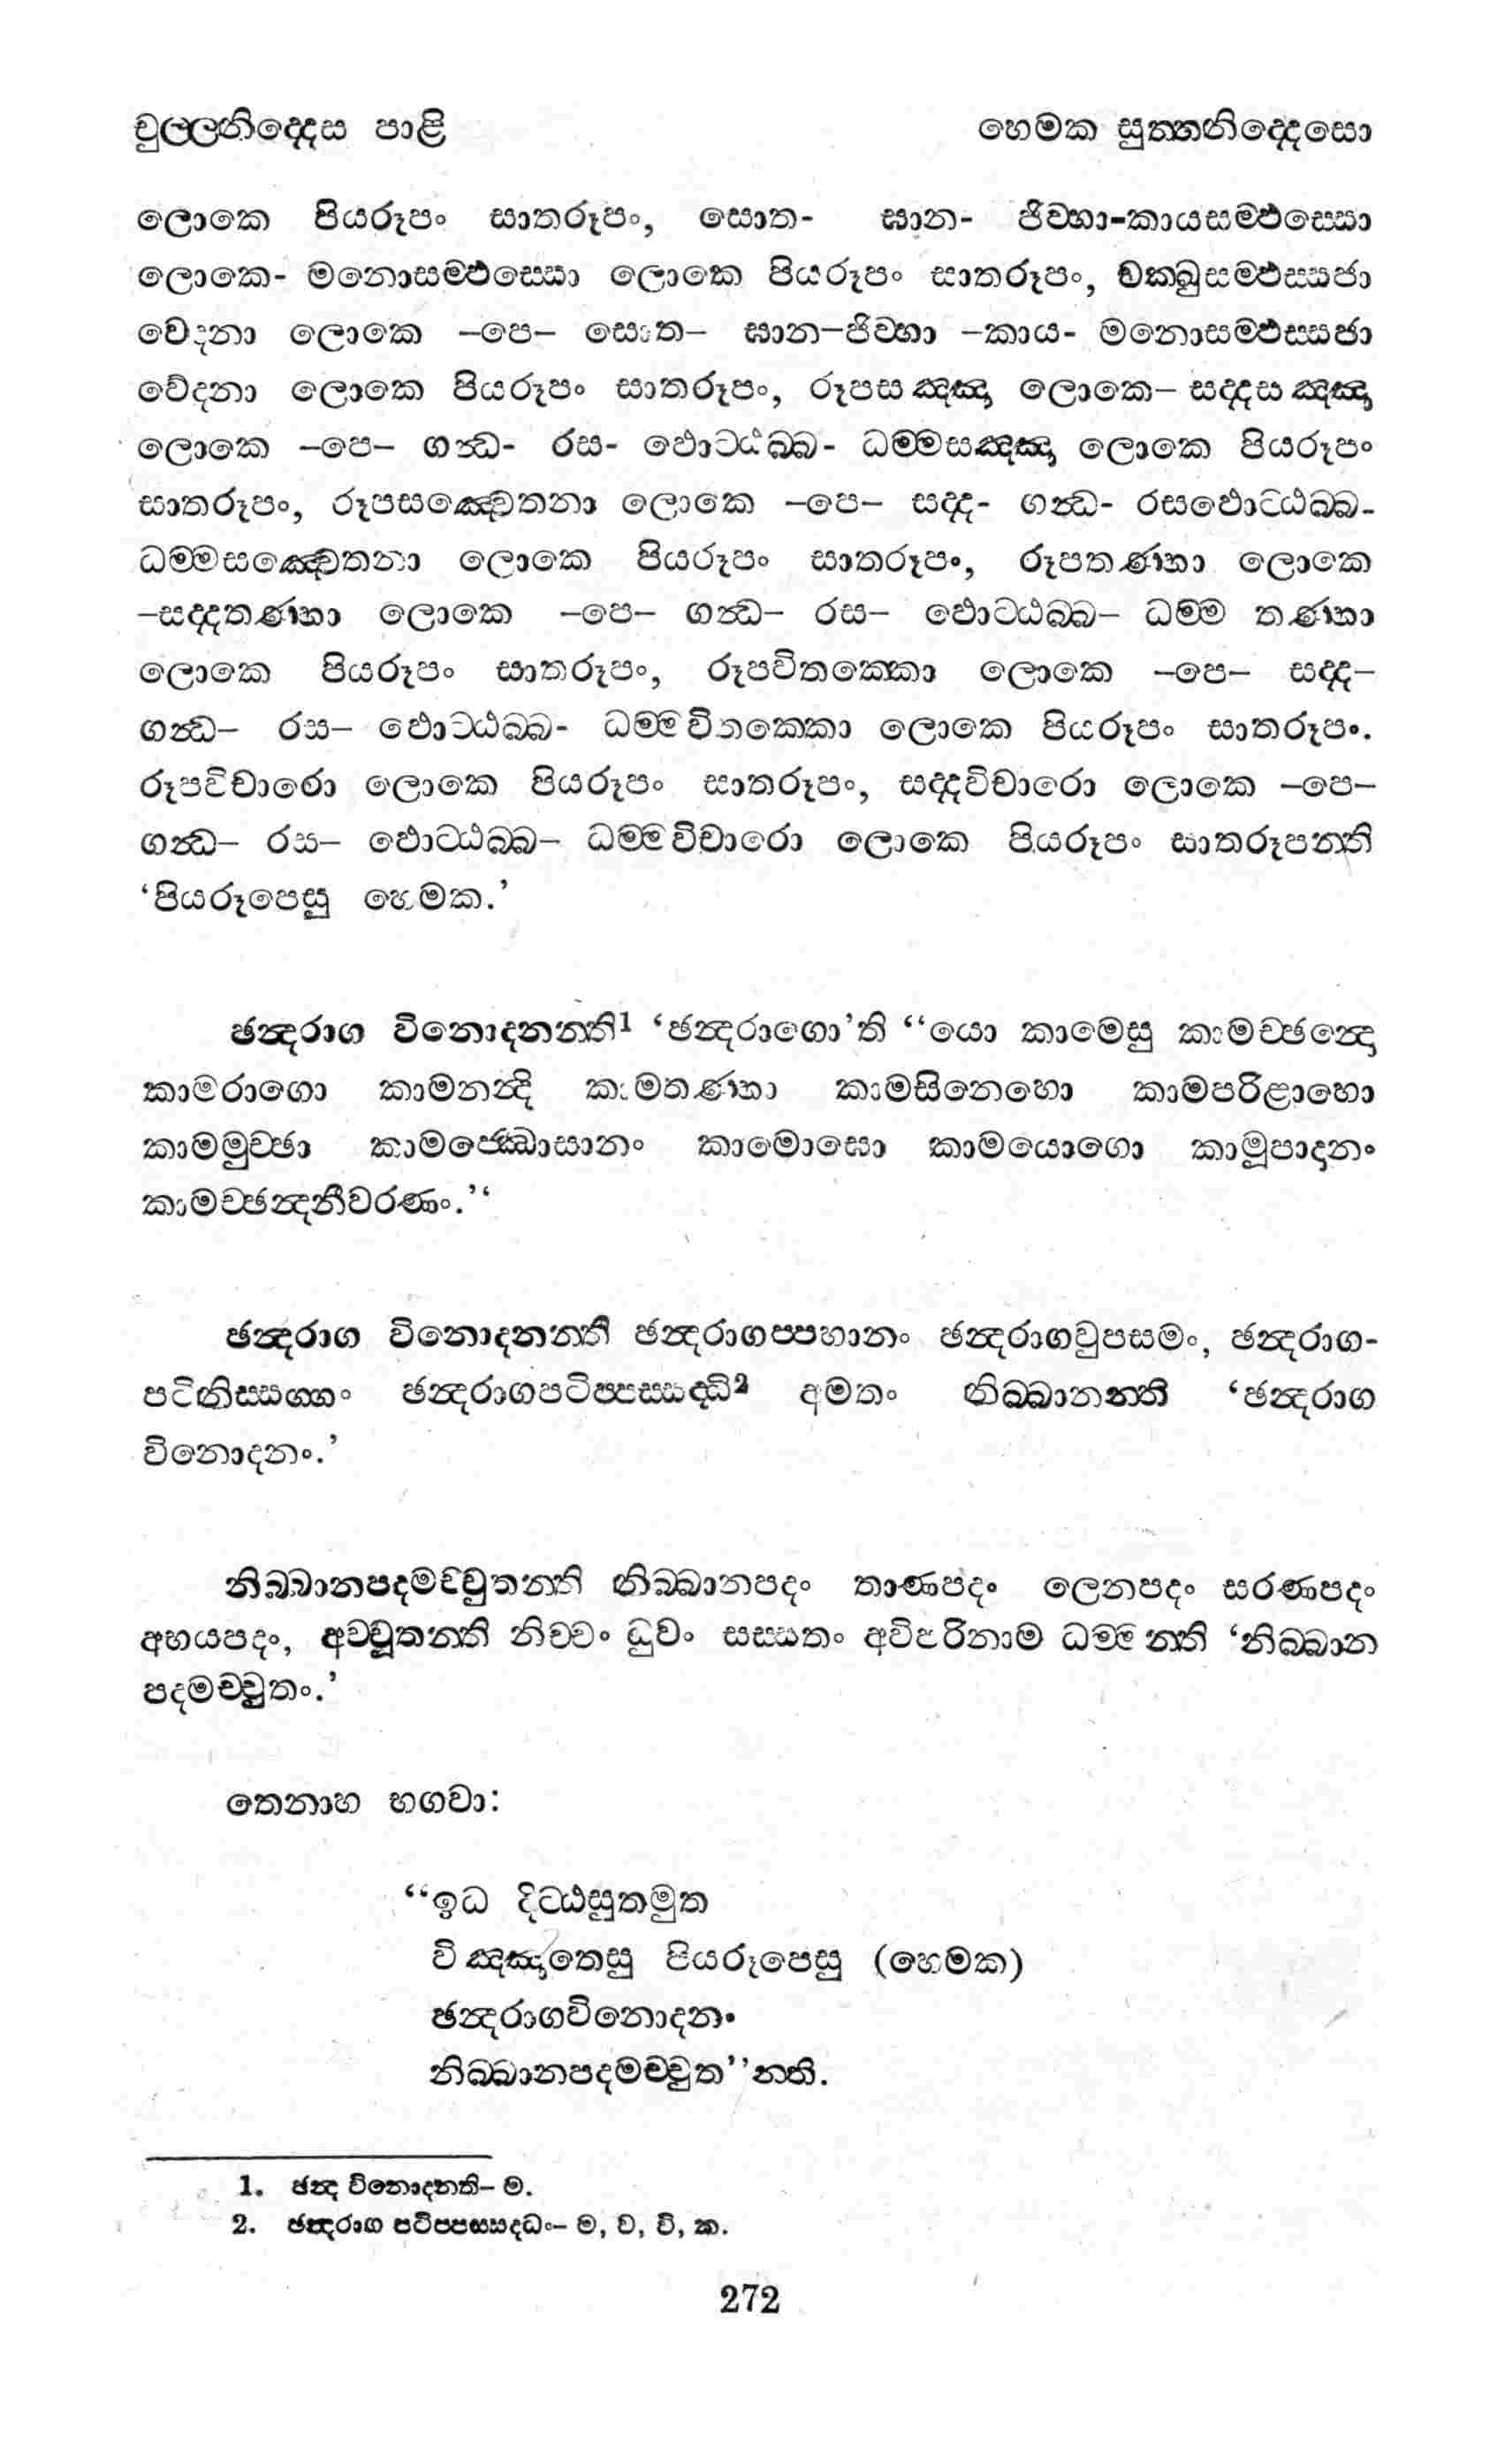 චුල්ලනිද්දෙස පාළි හෙමක සුත්තනිද්දෙසො
ලොකෙ පියරූපං සාතරූපං, සොත- ඝාන- ජිව්හා-කායසම්ඵස්සො
ලොකෙ- මනොසම්ඵස්සො ලොකෙ පියරූපං සාතරූපං, චක්ඛුසම්ඵස්සජා
වෙදනා ලොකෙ –පෙ– සොත– ඝාන–ජිව්හා –කාය- මනොසම්ඵස්සජා
වේදනා ලොකෙ පියරූපං සාතරූපං, රූපසඤ්ඤා ලොකෙ– සද්දසඤ්ඤා
ලොකෙ –පෙ– ගන්ධ- රස- ඵොට්ඨබ්බ- ධම්මසඤ්ඤා ලොකෙ පියරූපං
සාතරූපං, රූපසඤ්චෙතනා ලොකෙ –පෙ– සද්ද- ගන්ධ- රසඵොට්ඨබ්බ-
ධම්මසඤ්චෙතනා ලොකෙ පියරූපං සාතරූපං, රූපතණ්හා ලොකෙ
–සද්දතණ්හා ලොකෙ –පෙ– ගන්ධ– රස– ඵොට්ඨබ්බ– ධම්ම තණ්හා
ලොකෙ පියරූපං සාතරූපං, රූපවිතක්කො ලොකෙ –පෙ– සද්ද–
ගන්ධ– රස– ඵොට්ඨබ්බ- ධම්මවිතක්කො ලොකෙ පියරූපං සාතරූපං.
රූපවිචාරො ලොකෙ පියරූපං සාතරූපං, සද්දවිචාරො ලොකෙ –පෙ–
ගන්ධ– රස– ඵොට්ඨබ්බ– ධම්මවිචාරො ලොකෙ පියරූපං සාතරූපන්ති
‘පියරූපෙසු හෙමක.’
ඡන්දරාග විනොදනන්ති1 ‘ඡන්දරාගො’ති “යො කාමෙසු කාමච්ඡන්දො
කාමරාගො කාමනන්දි කාමතණ්හා කාමසිනෙහො කාමපරිළාහො
කාමමුච්ඡා කාමජ්ඣොසානං කාමොඝො කාමයොගො කාමූපාදානං
කාමච්ඡන්දනීවරණං.’‘
ඡන්දරාග විනොදනන්ති ඡන්දරාගප්පහානං ඡන්දරාගවුපසමං, ඡන්දරාග-
පටිනිස්සග්ගං ඡන්දරාගපටිප්පස්සද්ධි2 අමතං නිබ්බානන්ති ‘ඡන්දරාග
විනොදනං.’
නිබ්බානපදමච්චුතන්ති නිබ්බානපදං තාණපදං ලෙනපදං සරණපදං
අභයපදං, අච්චූතන්ති නිච්චං ධුවං සස්සතං අවිපරිනාම ධම්මන්ති ‘නිබ්බාන
පදමච්චුතං.’
තෙනාහ භගවා:
“ඉධ දිට්ඨසුතමුත
විඤ්ඤාතෙසු පියරූපෙසු (හෙමක)
ඡන්දරාගවිනොදනං
නිබ්බානපදමච්චුත’’න්ති.
1. ඡන්ද විනොදනති– ම.
2. ඡන්දරාග පටිප්පස්සද්ධං– ම, ව, වි, ක.
272